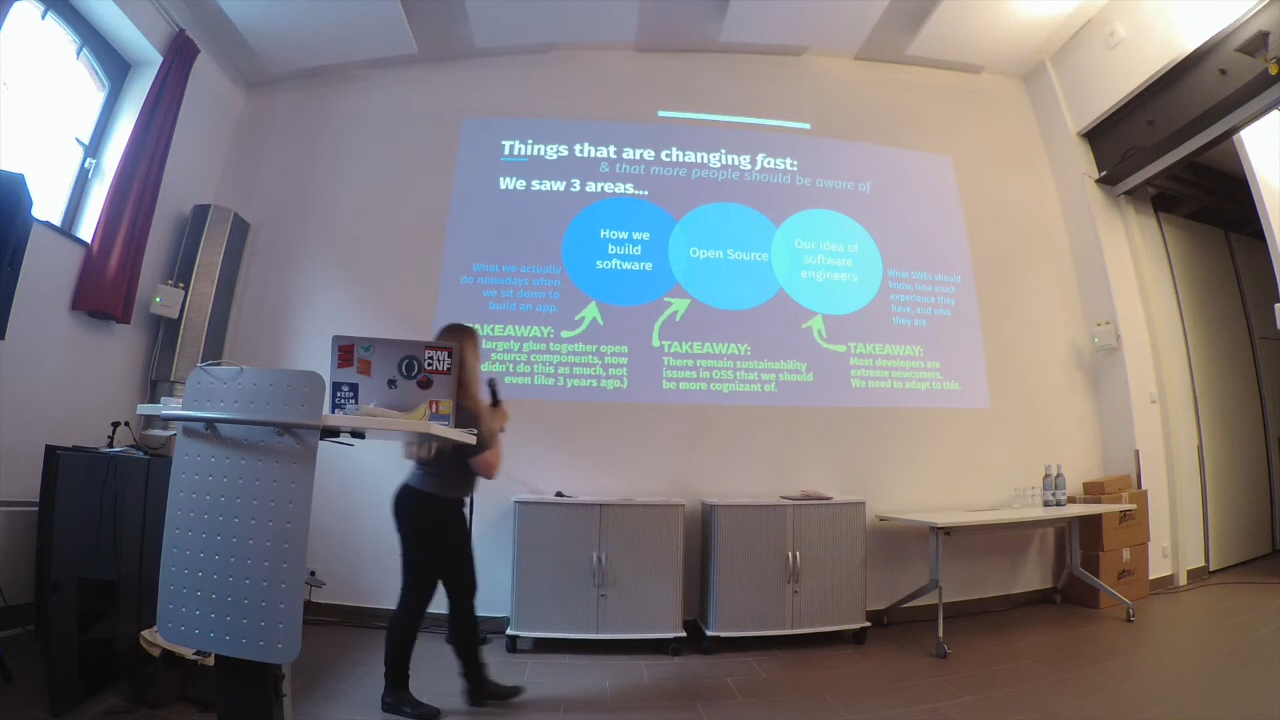 Things that are changing fast:
& that more people should be aware of
We saw 3 areas...
How we
build
software
Open Source
Our idea of
software
engineers
What we actually
do nowadays when
we sit down to
build an app.
What SWEs should
know, how much
experience they
have, and who
they are
TAKEAWAY:
largely glue together open
source components, now
didn't do this as much, not
even like 3 years ago.)
TAKEAWAY:
There remain sustainability
issues in OSS that we should
be more cognizant of.
TAKEAWAY:
Most developers are
extreme newcomers.
We need to adapt to this.
PWL
CNF
KEEP
CALM